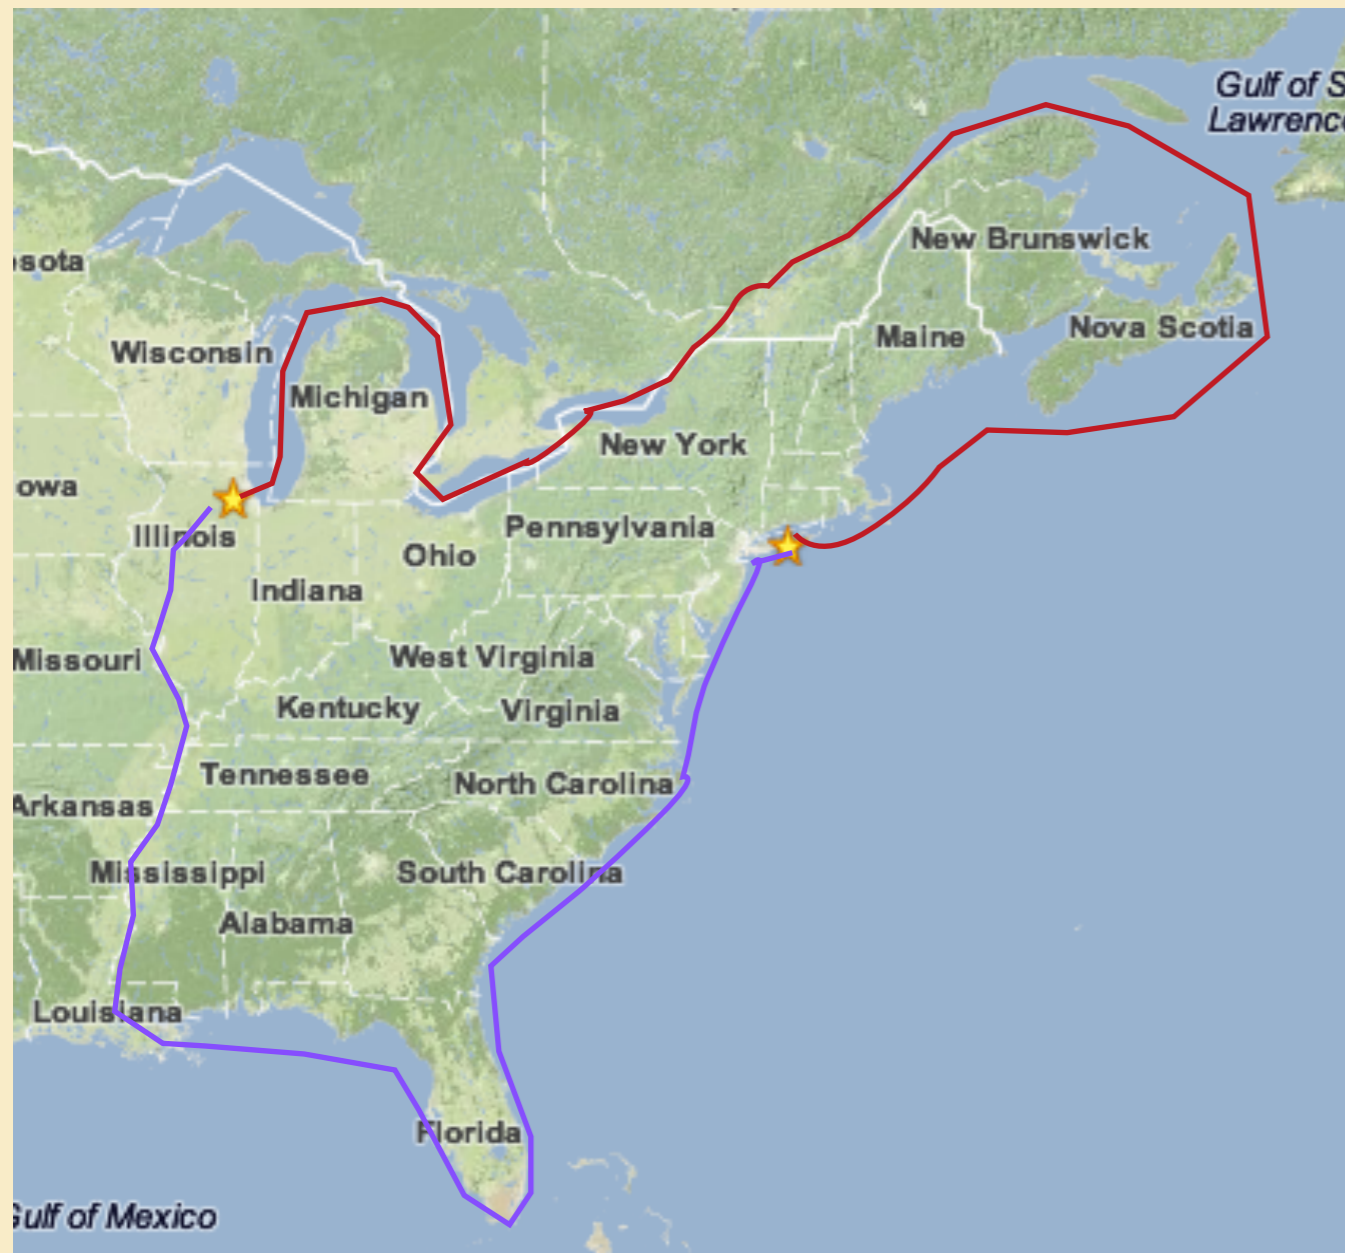 Gulf of S
Lawrenc
New Brunswick
esota
Nova Scotia
Maine
Wisconsin
Michigan
New York
owa
Pennsylvania
Illinois
Ohio
Indiana
West Virginia
Missouri
Kentucky
Virginia
Tennessee
North Carolina
Arkansas
Mississippi
South Carolina
Alabama
Louisiana
Florida
Gulf of Mexico